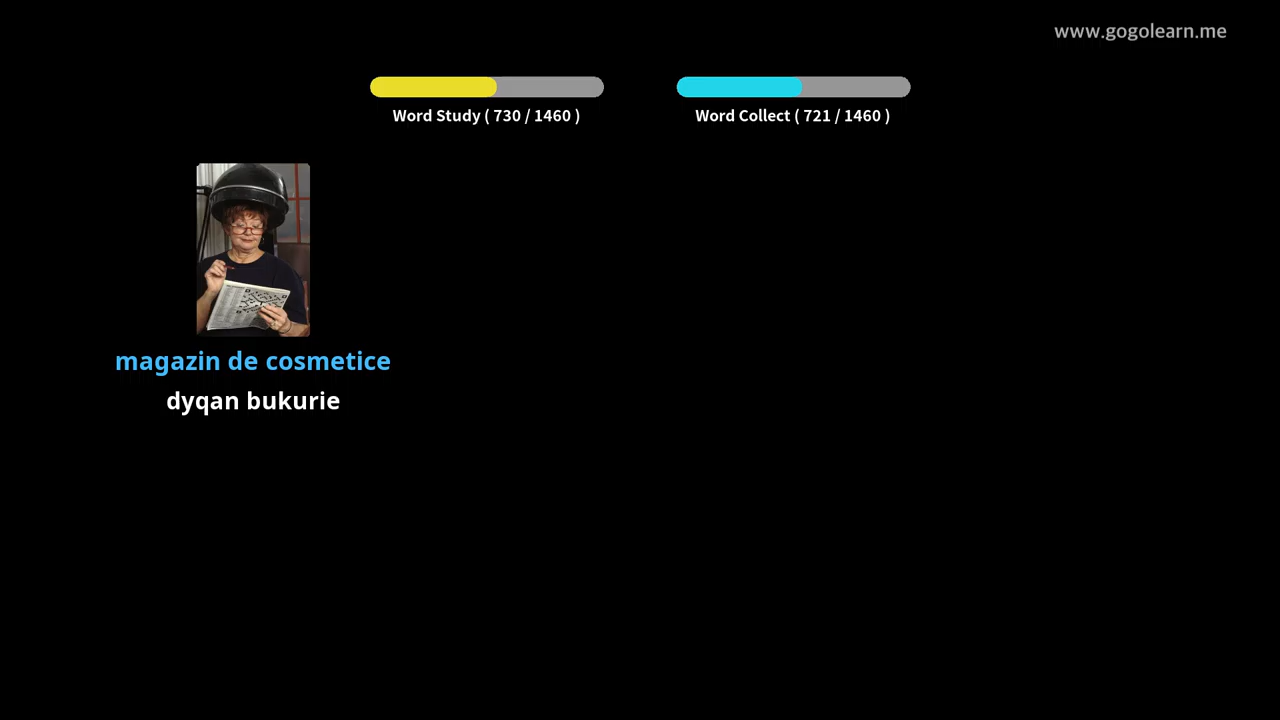 www.gogolearn.me
Word Study ( 730 / 1460 )
Word Collect ( 721 / 1460 )
magazin de cosmetice
dyqan bukurie